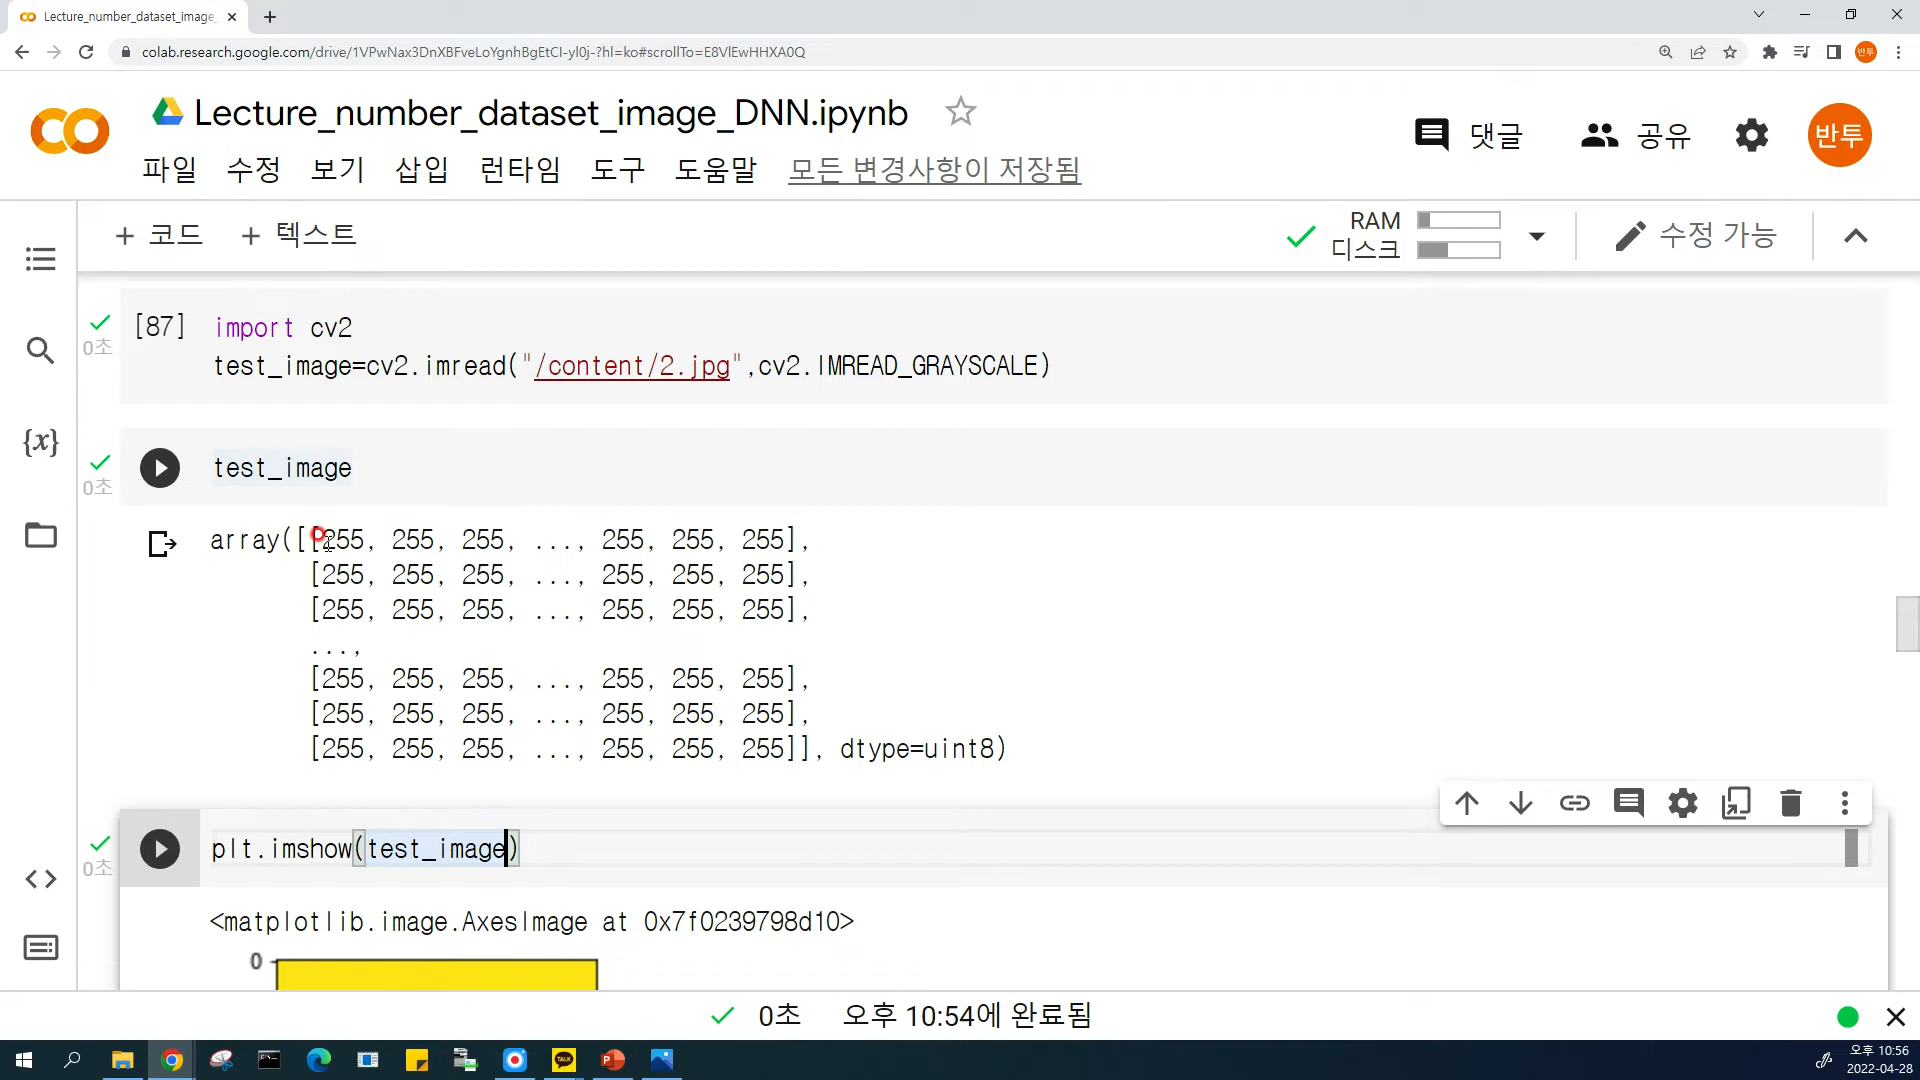 Lecture_number_dataset_image_
colab.research.google.com/drive/1VPwNax3DnXBFveLoYgnhBgEtCI-yl0j-?hl=ko#scrollTo=E8VlEwHHXA0Q
반투
Lecture_number_dataset_image_DNN.ipynb
댓글
공유
반투
파일 수정 보기 삽입 런타임 도구 도움말 모든 변경사항이 저장됨
+ 코드 + 텍스트
RAM
디스크
수정 가능
[87] import cv2
0초
test_image=cv2.imread("/content/2.jpg",cv2.IMREAD_GRAYSCALE)
{x}
test_image
0초
array([[255, 255, 255, ..., 255, 255, 255],
[255, 255, 255, ..., 255, 255, 255],
[255, 255, 255, ..., 255, 255, 255],
...,
[255, 255, 255, ..., 255, 255, 255],
[255, 255, 255, ..., 255, 255, 255],
[255, 255, 255, ..., 255, 255, 255]], dtype=uint8)
plt.imshow(test_image)
0초
<matplotlib.image.AxesImage at 0x7f0239798d10>
0
0초 오후 10:54에 완료됨
TALK
오후 10:56
2022-04-28